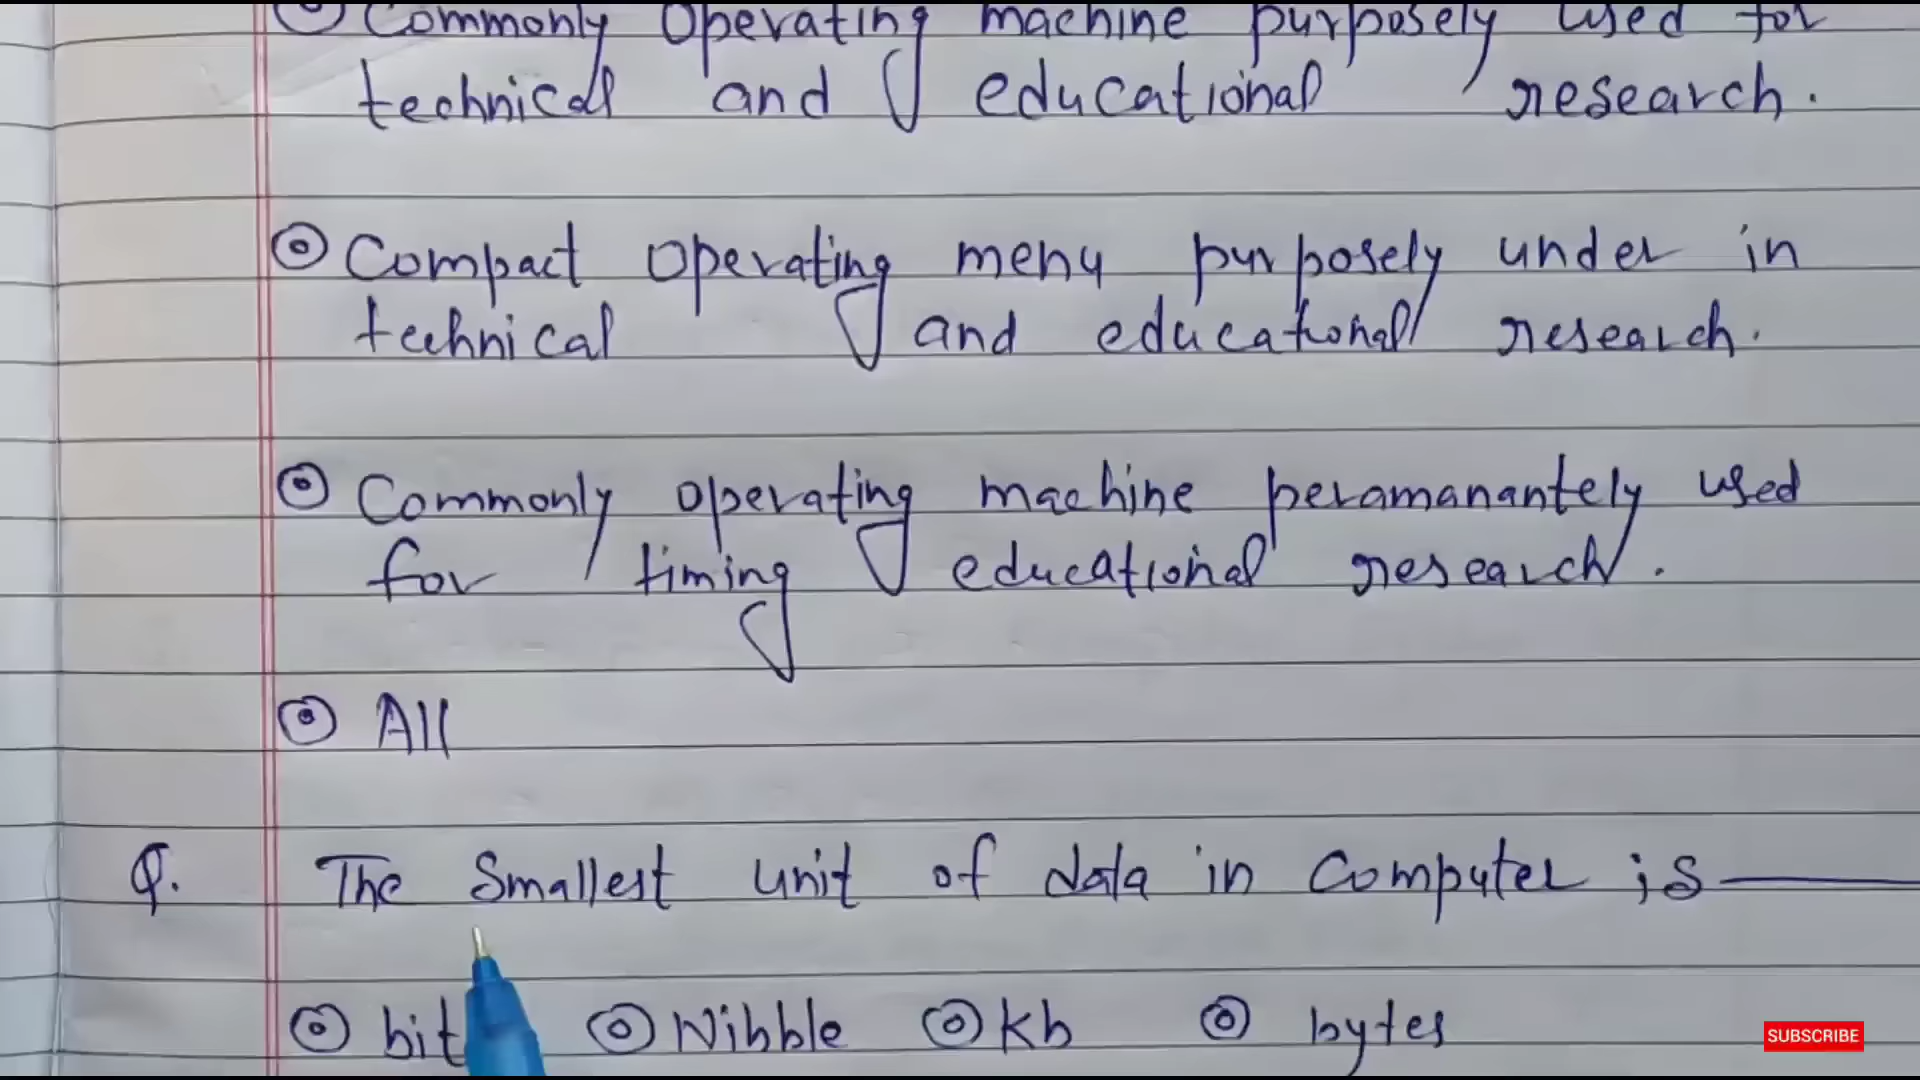 ⊙ Commonly Operating machine purposely used for
technical and educational research.
⊙ Compact Operating menu purposely under in
technical and educational research.
⊙ Commonly operating machine peramanantely used
for timing educational research.
⊙ All
Q. The Smallest unit of data in Computer is ———
⊙ bit ⊙ Nibble ⊙ Kb ⊙ bytes
SUBSCRIBE